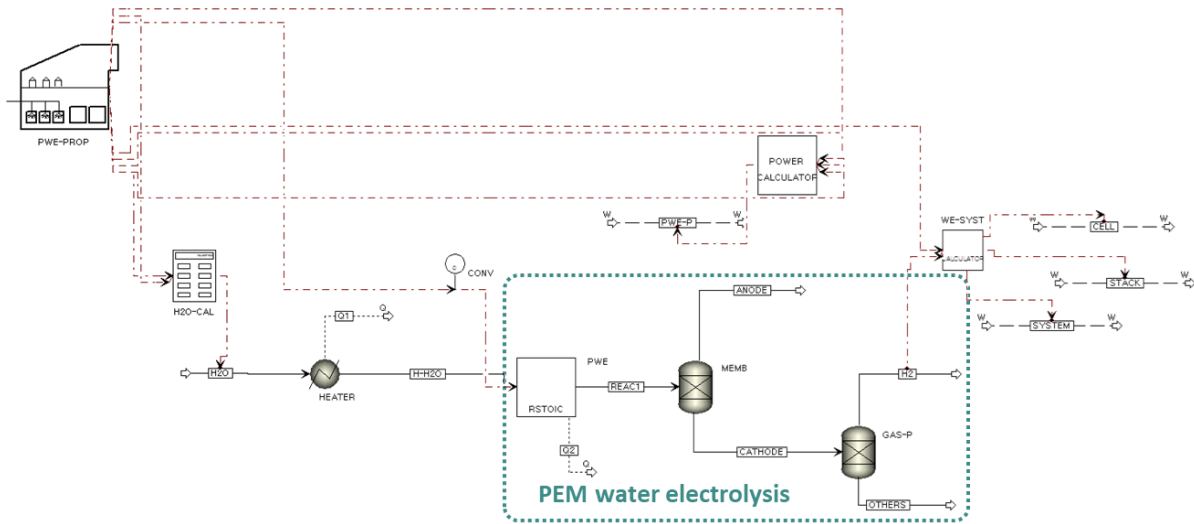 PWE-PROP
POWER
CALCULATOR
W
PWE-P
W
WE-SYST
W
CELL
W
CALCULATOR
W
STACK
W
W
SYSTEM
W
C
CONV
H2O-CAL
Q1
Q
ANODE
H2O
HEATER
H-H2O
PWE
RSTOIC
REAC1
MEMB
H2
Q2
Q
CATHODE
GAS-P
OTHERS
PEM water electrolysis